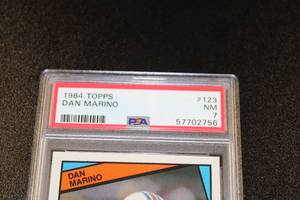 1984 TOPPS #123
DAN MARINO NM
7
PSA 57702756
DAN
MARINO